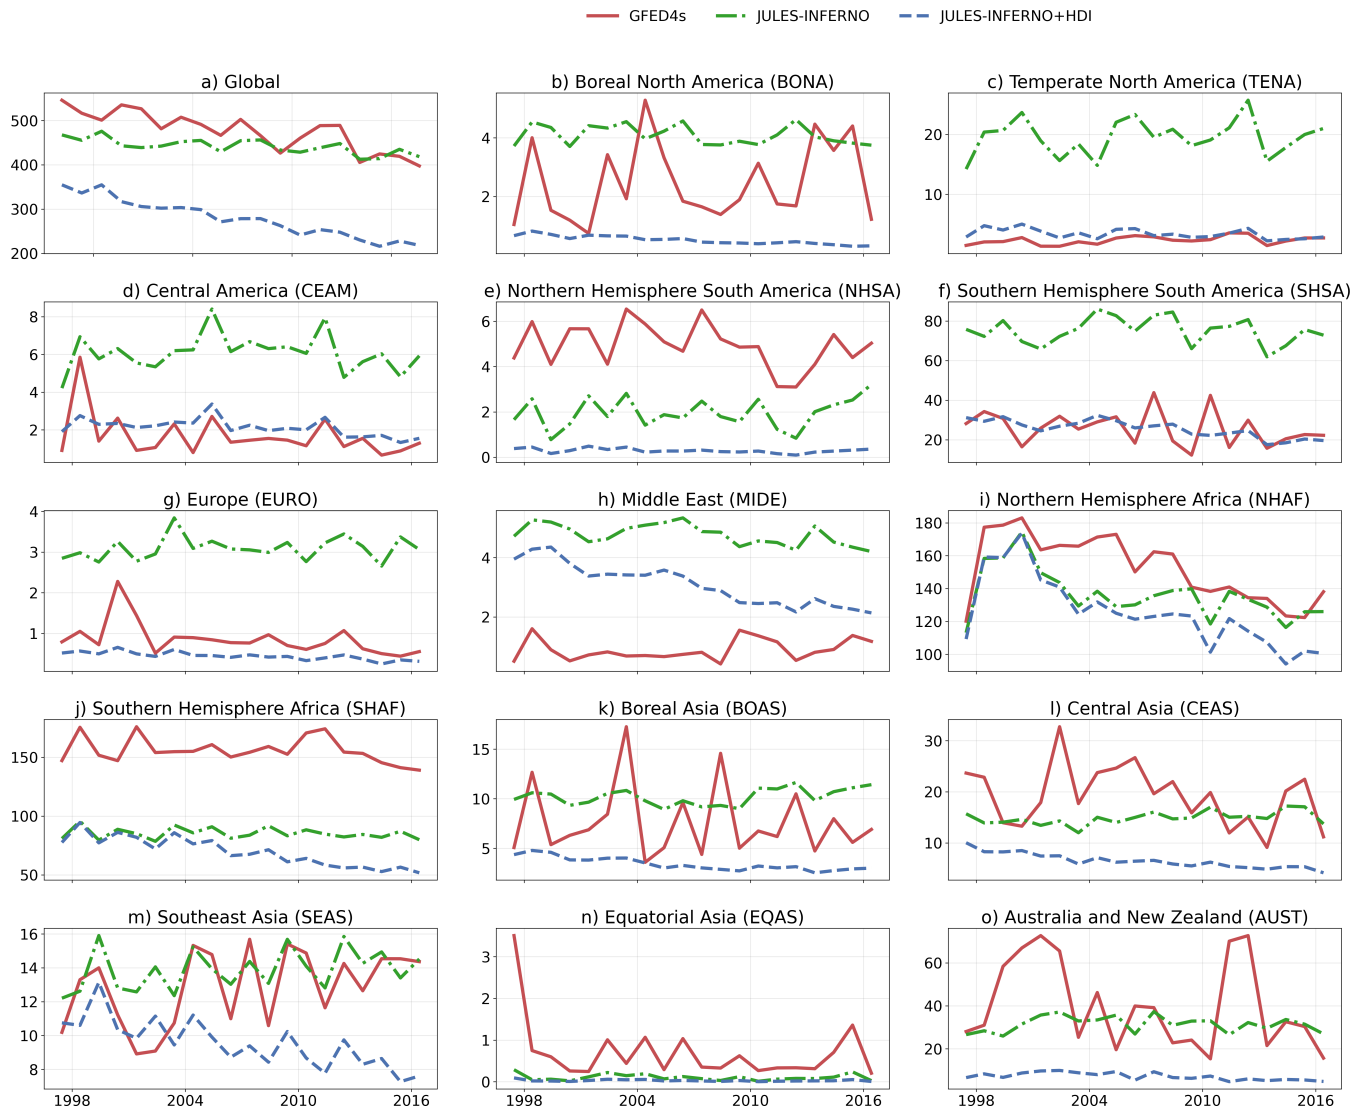 GFED4s JULES-INFERNO JULES-INFERNO+HDI
a) Global
b) Boreal North America (BONA)
c) Temperate North America (TENA)
500
400
300
200
4
2
20
10
d) Central America (CEAM)
e) Northern Hemisphere South America (NHSA)
f) Southern Hemisphere South America (SHSA)
8
6
4
2
6
4
2
0
80
60
40
20
g) Europe (EURO)
h) Middle East (MIDE)
i) Northern Hemisphere Africa (NHAF)
4
3
2
1
4
2
180
160
140
120
100
j) Southern Hemisphere Africa (SHAF)
k) Boreal Asia (BOAS)
l) Central Asia (CEAS)
150
100
50
15
10
5
30
20
10
m) Southeast Asia (SEAS)
n) Equatorial Asia (EQAS)
o) Australia and New Zealand (AUST)
16
14
12
10
8
3
2
1
0
60
40
20
1998 2004 2010 2016
1998 2004 2010 2016
1998 2004 2010 2016